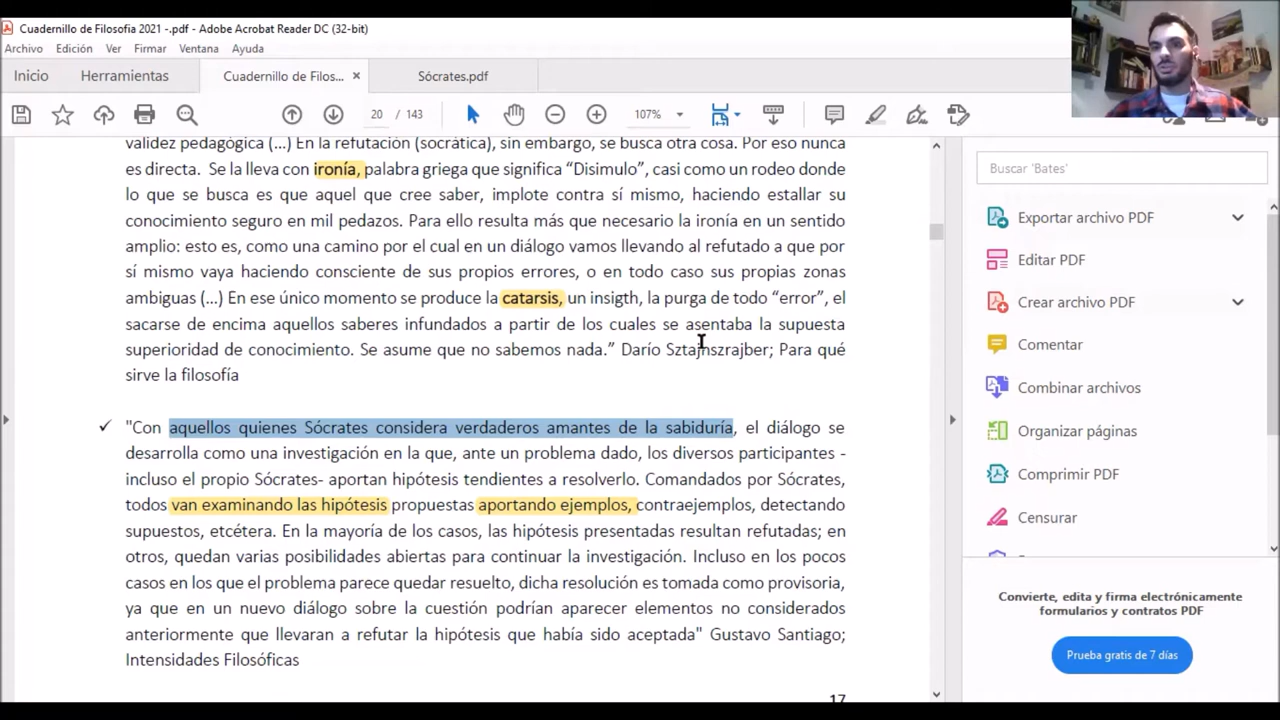 Cuadernillo de Filosofia 2021 -.pdf - Adobe Acrobat Reader DC (32-bit)
Archivo Edición Ver Firmar Ventana Ayuda
Inicio Herramientas Cuadernillo de Filos... × Sócrates.pdf
20 / 143 107%
validez pedagógica (...) En la refutación (socrática), sin embargo, se busca otra cosa. Por eso nunca
es directa. Se la lleva con ironía, palabra griega que significa “Disimulo”, casi como un rodeo donde
lo que se busca es que aquel que cree saber, implote contra sí mismo, haciendo estallar su
conocimiento seguro en mil pedazos. Para ello resulta más que necesario la ironía en un sentido
amplio: esto es, como una camino por el cual en un diálogo vamos llevando al refutado a que por
sí mismo vaya haciendo consciente de sus propios errores, o en todo caso sus propias zonas
ambiguas (...) En ese único momento se produce la catarsis, un insigth, la purga de todo “error”, el
sacarse de encima aquellos saberes infundados a partir de los cuales se asentaba la supuesta
superioridad de conocimiento. Se asume que no sabemos nada.” Darío Sztajnszrajber; Para qué
sirve la filosofía
✓ "Con aquellos quienes Sócrates considera verdaderos amantes de la sabiduría, el diálogo se
desarrolla como una investigación en la que, ante un problema dado, los diversos participantes -
incluso el propio Sócrates- aportan hipótesis tendientes a resolverlo. Comandados por Sócrates,
todos van examinando las hipótesis propuestas aportando ejemplos, contraejemplos, detectando
supuestos, etcétera. En la mayoría de los casos, las hipótesis presentadas resultan refutadas; en
otros, quedan varias posibilidades abiertas para continuar la investigación. Incluso en los pocos
casos en los que el problema parece quedar resuelto, dicha resolución es tomada como provisoria,
ya que en un nuevo diálogo sobre la cuestión podrían aparecer elementos no considerados
anteriormente que llevaran a refutar la hipótesis que había sido aceptada" Gustavo Santiago;
Intensidades Filosóficas
17
Buscar 'Bates'
Exportar archivo PDF
Editar PDF
Crear archivo PDF
Comentar
Combinar archivos
Organizar páginas
Comprimir PDF
Censurar
Convierte, edita y firma electrónicamente
formularios y contratos PDF
Prueba gratis de 7 días